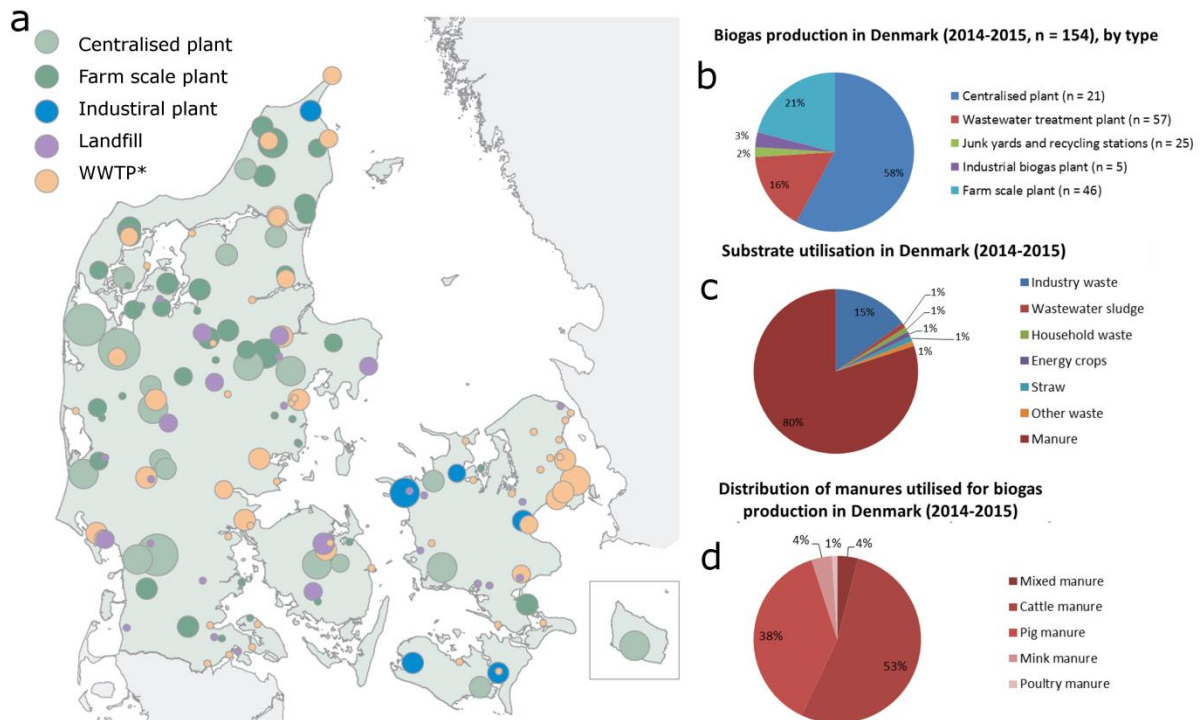 a
Centralised plant
Farm scale plant
Industiral plant
Landfill
WWTP*
Biogas production in Denmark (2014-2015, n = 154), by type
b
21%
3%
2%
16%
58%
Centralised plant (n = 21)
Wastewater treatment plant (n = 57)
Junk yards and recycling stations (n = 25)
Industrial biogas plant (n = 5)
Farm scale plant (n = 46)
Substrate utilisation in Denmark (2014-2015)
c
15%
1%
1%
1%
1%
1%
80%
Industry waste
Wastewater sludge
Household waste
Energy crops
Straw
Other waste
Manure
Distribution of manures utilised for biogas
production in Denmark (2014-2015)
d
4%
1%
4%
38%
53%
Mixed manure
Cattle manure
Pig manure
Mink manure
Poultry manure